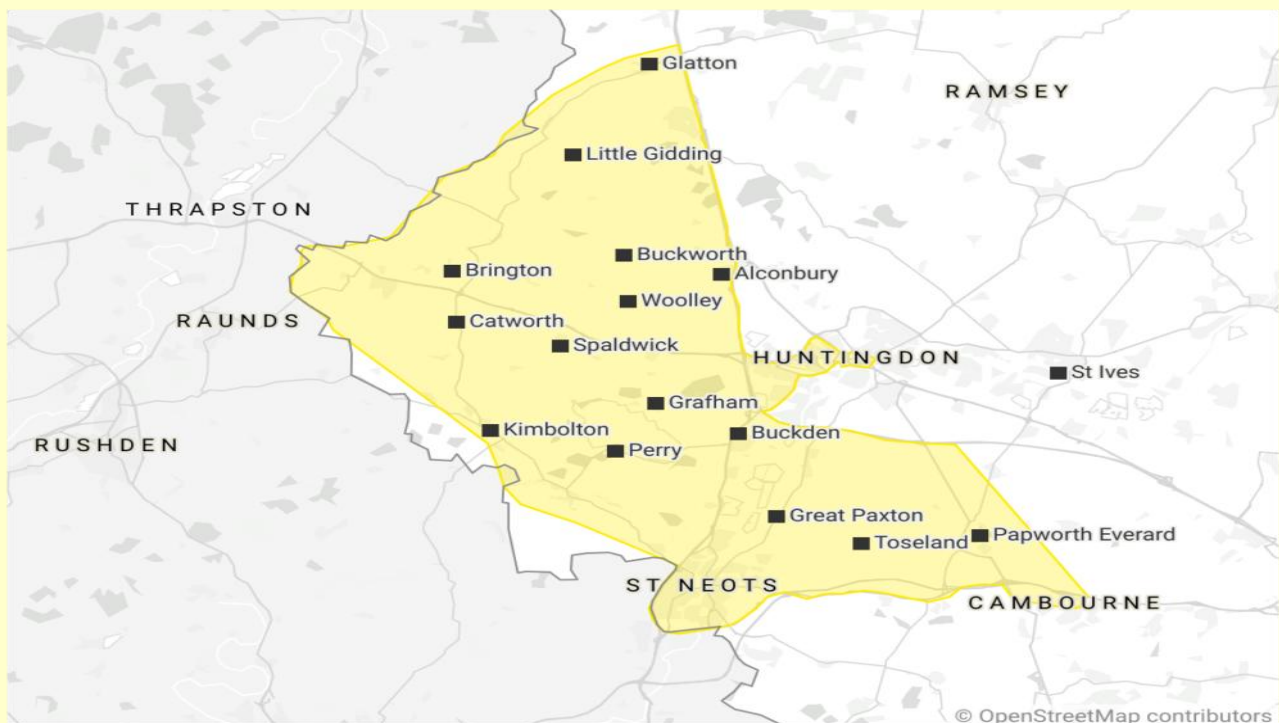 Glatton
RAMSEY
Little Gidding
THRAPSTON
Buckworth
Brington
Alconbury
Woolley
RAUNDS
Catworth
Spaldwick
HUNTINGDON
St Ives
Grafham
Kimbolton
Buckden
RUSHDEN
Perry
Great Paxton
Papworth Everard
Toseland
ST NEOTS
CAMBOURNE
© OpenStreetMap contributors